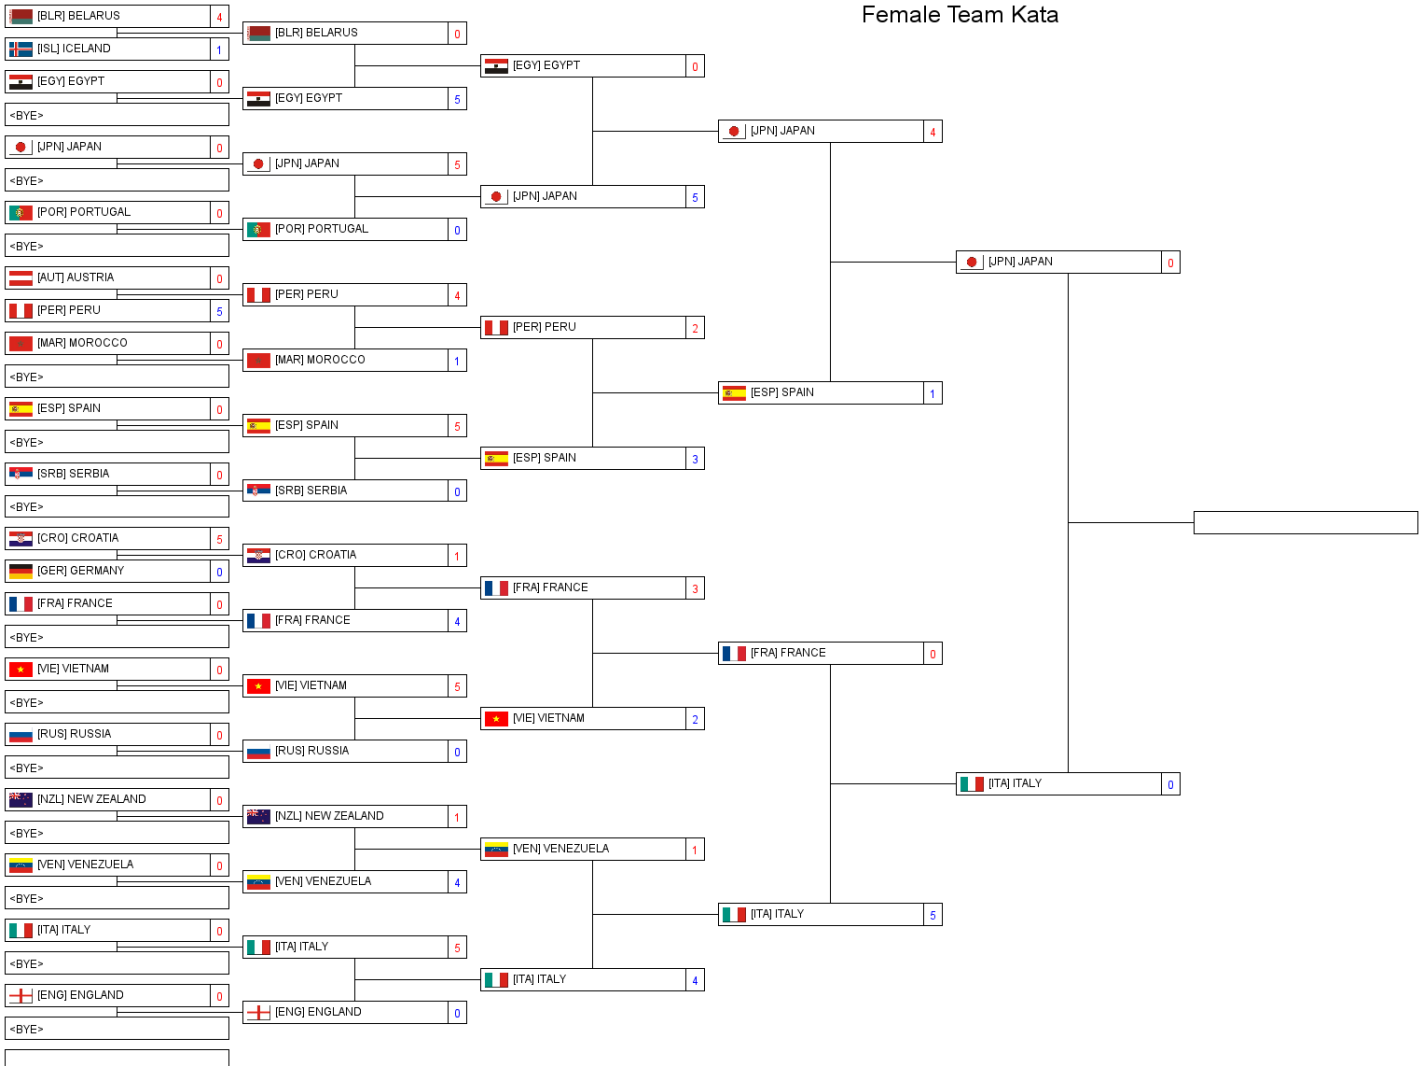 Female Team Kata
[BLR] BELARUS 4
[ISL] ICELAND 1
[EGY] EGYPT 0
<BYE>
[JPN] JAPAN 0
<BYE>
[POR] PORTUGAL 0
<BYE>
[AUT] AUSTRIA 0
[PER] PERU 5
[MAR] MOROCCO 0
<BYE>
[ESP] SPAIN 0
<BYE>
[SRB] SERBIA 0
<BYE>
[CRO] CROATIA 5
[GER] GERMANY 0
[FRA] FRANCE 0
<BYE>
[VIE] VIETNAM 0
<BYE>
[RUS] RUSSIA 0
<BYE>
[NZL] NEW ZEALAND 0
<BYE>
[VEN] VENEZUELA 0
<BYE>
[ITA] ITALY 0
<BYE>
[ENG] ENGLAND 0
<BYE>
[BLR] BELARUS 0
[EGY] EGYPT 5
[JPN] JAPAN 5
[POR] PORTUGAL 0
[PER] PERU 4
[MAR] MOROCCO 1
[ESP] SPAIN 5
[SRB] SERBIA 0
[CRO] CROATIA 1
[FRA] FRANCE 4
[VIE] VIETNAM 5
[RUS] RUSSIA 0
[NZL] NEW ZEALAND 1
[VEN] VENEZUELA 4
[ITA] ITALY 5
[ENG] ENGLAND 0
[EGY] EGYPT 0
[JPN] JAPAN 5
[PER] PERU 2
[ESP] SPAIN 3
[FRA] FRANCE 3
[VIE] VIETNAM 2
[VEN] VENEZUELA 1
[ITA] ITALY 4
[JPN] JAPAN 4
[ESP] SPAIN 1
[FRA] FRANCE 0
[ITA] ITALY 5
[JPN] JAPAN 0
[ITA] ITALY 0